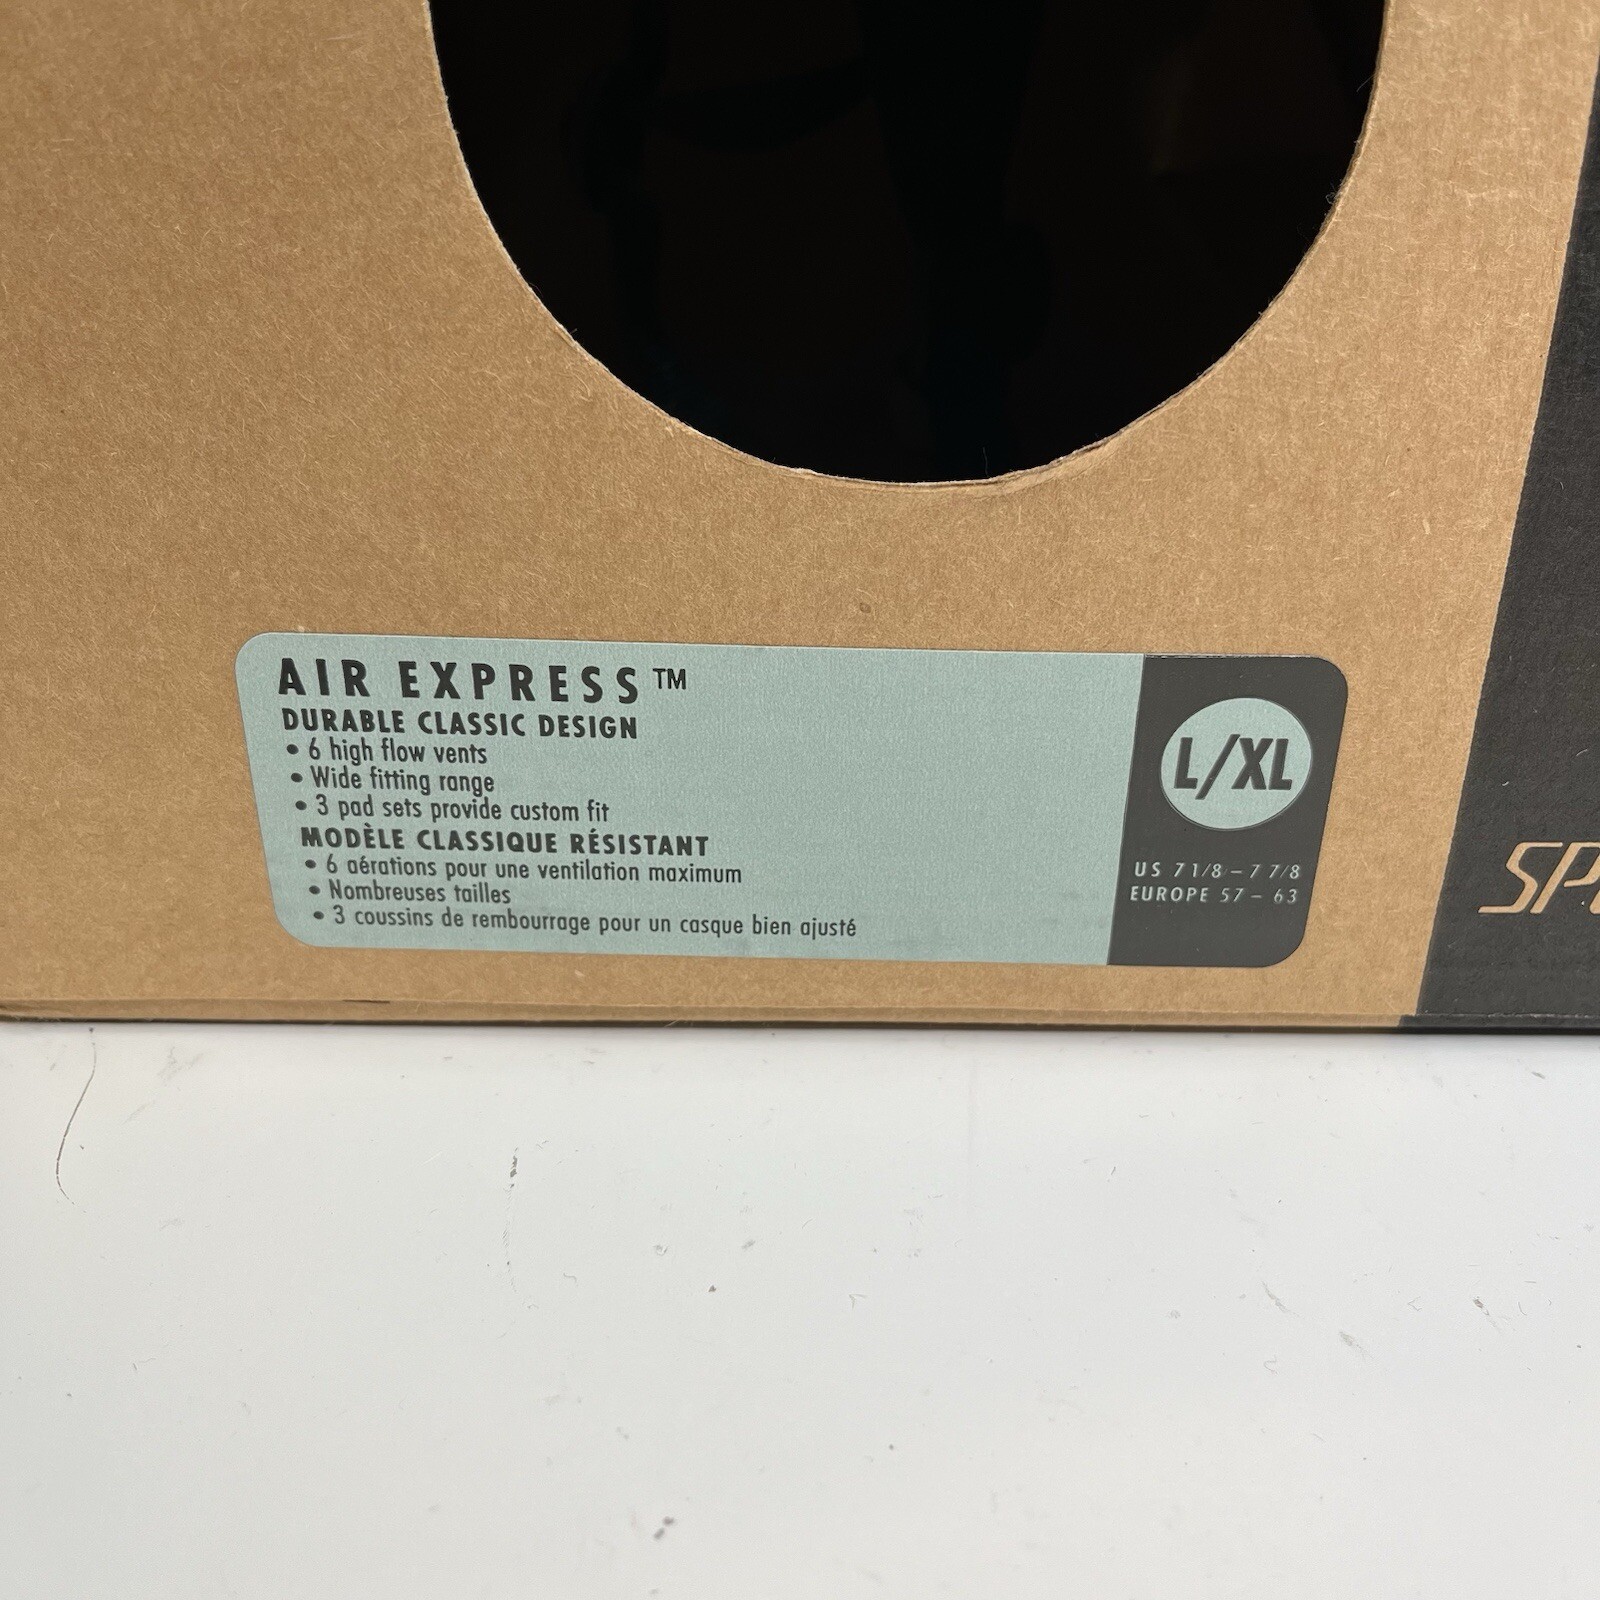 AIR EXPRESS™
DURABLE CLASSIC DESIGN
• 6 high flow vents
• Wide fitting range
• 3 pad sets provide custom fit
MODÈLE CLASSIQUE RÉSISTANT
• 6 aérations pour une ventilation maximum
• Nombreuses tailles
• 3 coussins de rembourrage pour un casque bien ajusté
L/XL
US 7 1/8 – 7 7/8
EUROPE 57 – 63